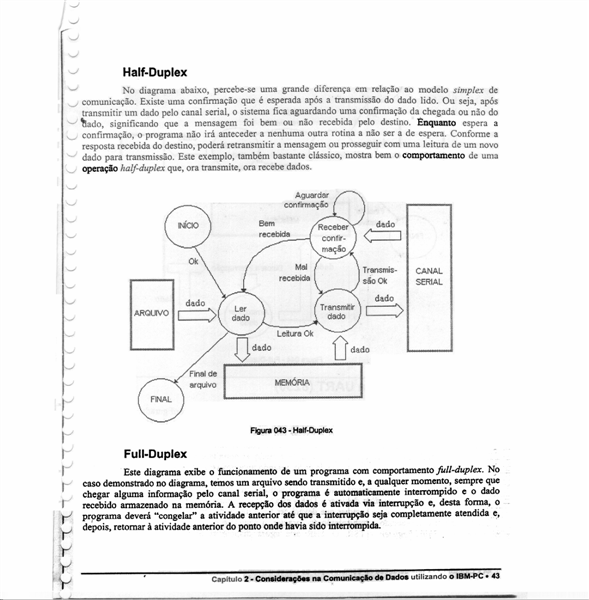 Half-Duplex
No diagrama abaixo, percebe-se uma grande diferença em relação ao modelo simplex de
comunicação. Existe uma confirmação que é esperada após a transmissão do dado lido. Ou seja, após
transmitir um dado pelo canal serial, o sistema fica aguardando uma confirmação da chegada ou não do
dado, significando que a mensagem foi bem ou não recebida pelo destino. Enquanto espera a
confirmação, o programa não irá anteceder a nenhuma outra rotina a não ser a de espera. Conforme a
resposta recebida do destino, poderá retransmitir a mensagem ou prosseguir com uma leitura de um novo
dado para transmissão. Este exemplo, também bastante clássico, mostra bem o comportamento de uma
operação half-duplex que, ora transmite, ora recebe dados.
Aguardar
confirmação
INÍCIO
Bem
recebida
Receber
confir-
mação
dado
Ok
Mal
recebida
Transmis-
são Ok
CANAL
SERIAL
ARQUIVO
dado
Ler
dado
Transmitir
dado
dado
Leitura Ok
dado
dado
Final de
arquivo
MEMÓRIA
FINAL
Figura 043 - Half-Duplex
Full-Duplex
Este diagrama exibe o funcionamento de um programa com comportamento full-duplex. No
caso demonstrado no diagrama, temos um arquivo sendo transmitido e, a qualquer momento, sempre que
chegar alguma informação pelo canal serial, o programa é automaticamente interrompido e o dado
recebido armazenado na memória. A recepção dos dados é ativada via interrupção e, desta forma, o
programa deverá “congelar” a atividade anterior até que a interrupção seja completamente atendida e,
depois, retornar à atividade anterior do ponto onde havia sido interrompida.
Capítulo 2 - Considerações na Comunicação de Dados utilizando o IBM-PC • 43